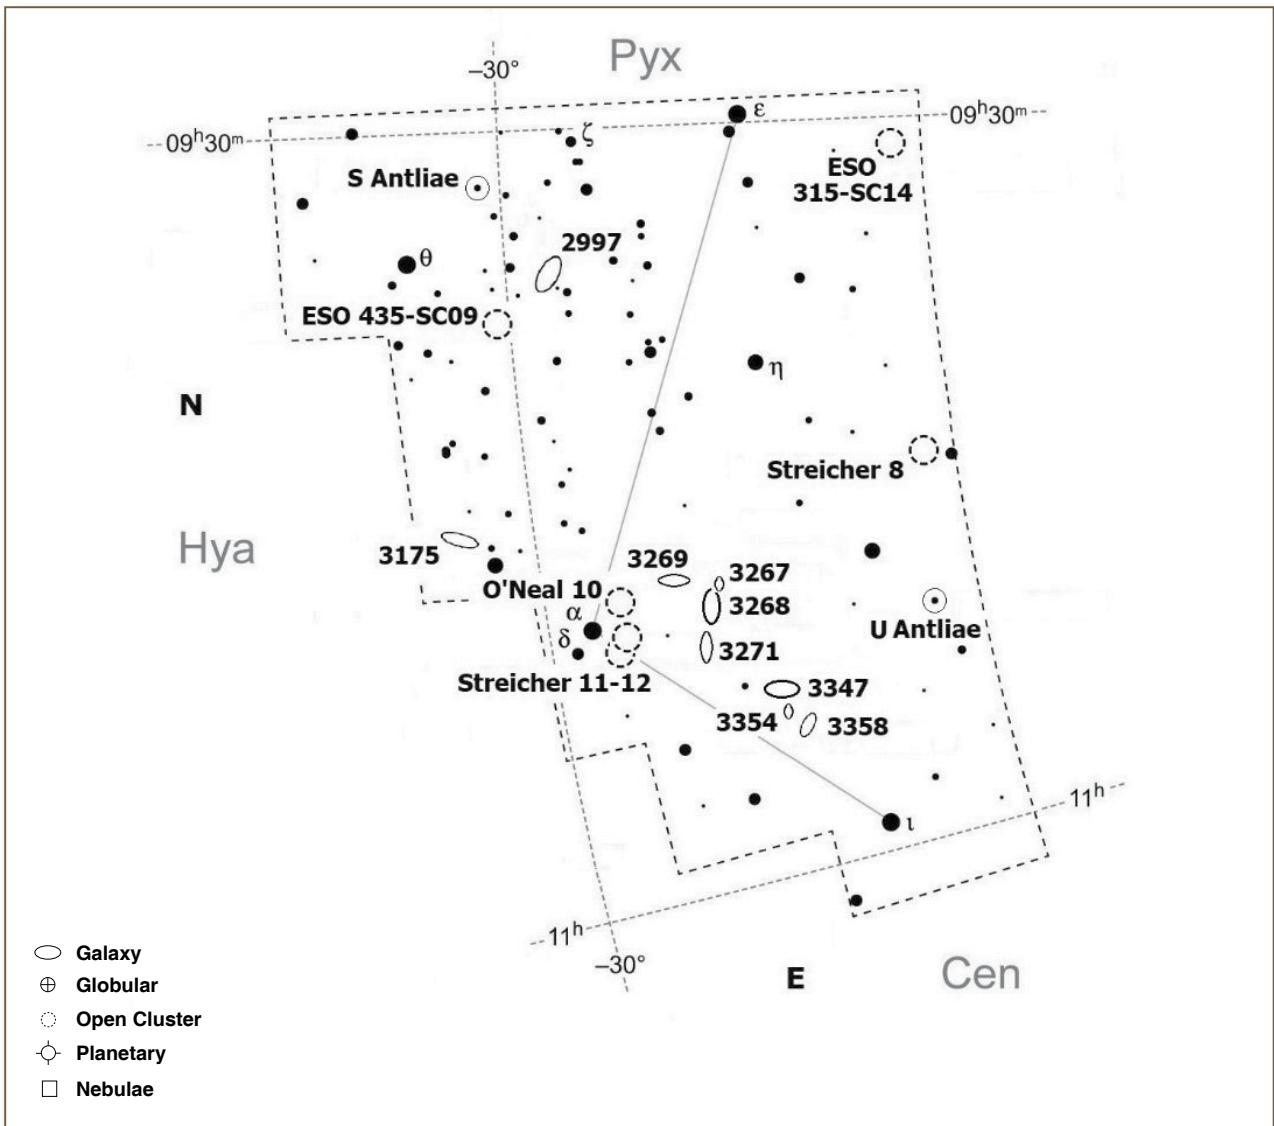 Pyx
–30°
09h30m
09h30m
ε
ζ
ESO
315-SC14
S Antliae
2997
θ
ESO 435-SC09
η
N
Streicher 8
Hya
3175
3269
3267
O'Neal 10
3268
α
U Antliae
δ
3271
Streicher 11-12
3347
3354
3358
11h
ι
11h
–30°
E
Cen
Galaxy
Globular
Open Cluster
Planetary
Nebulae